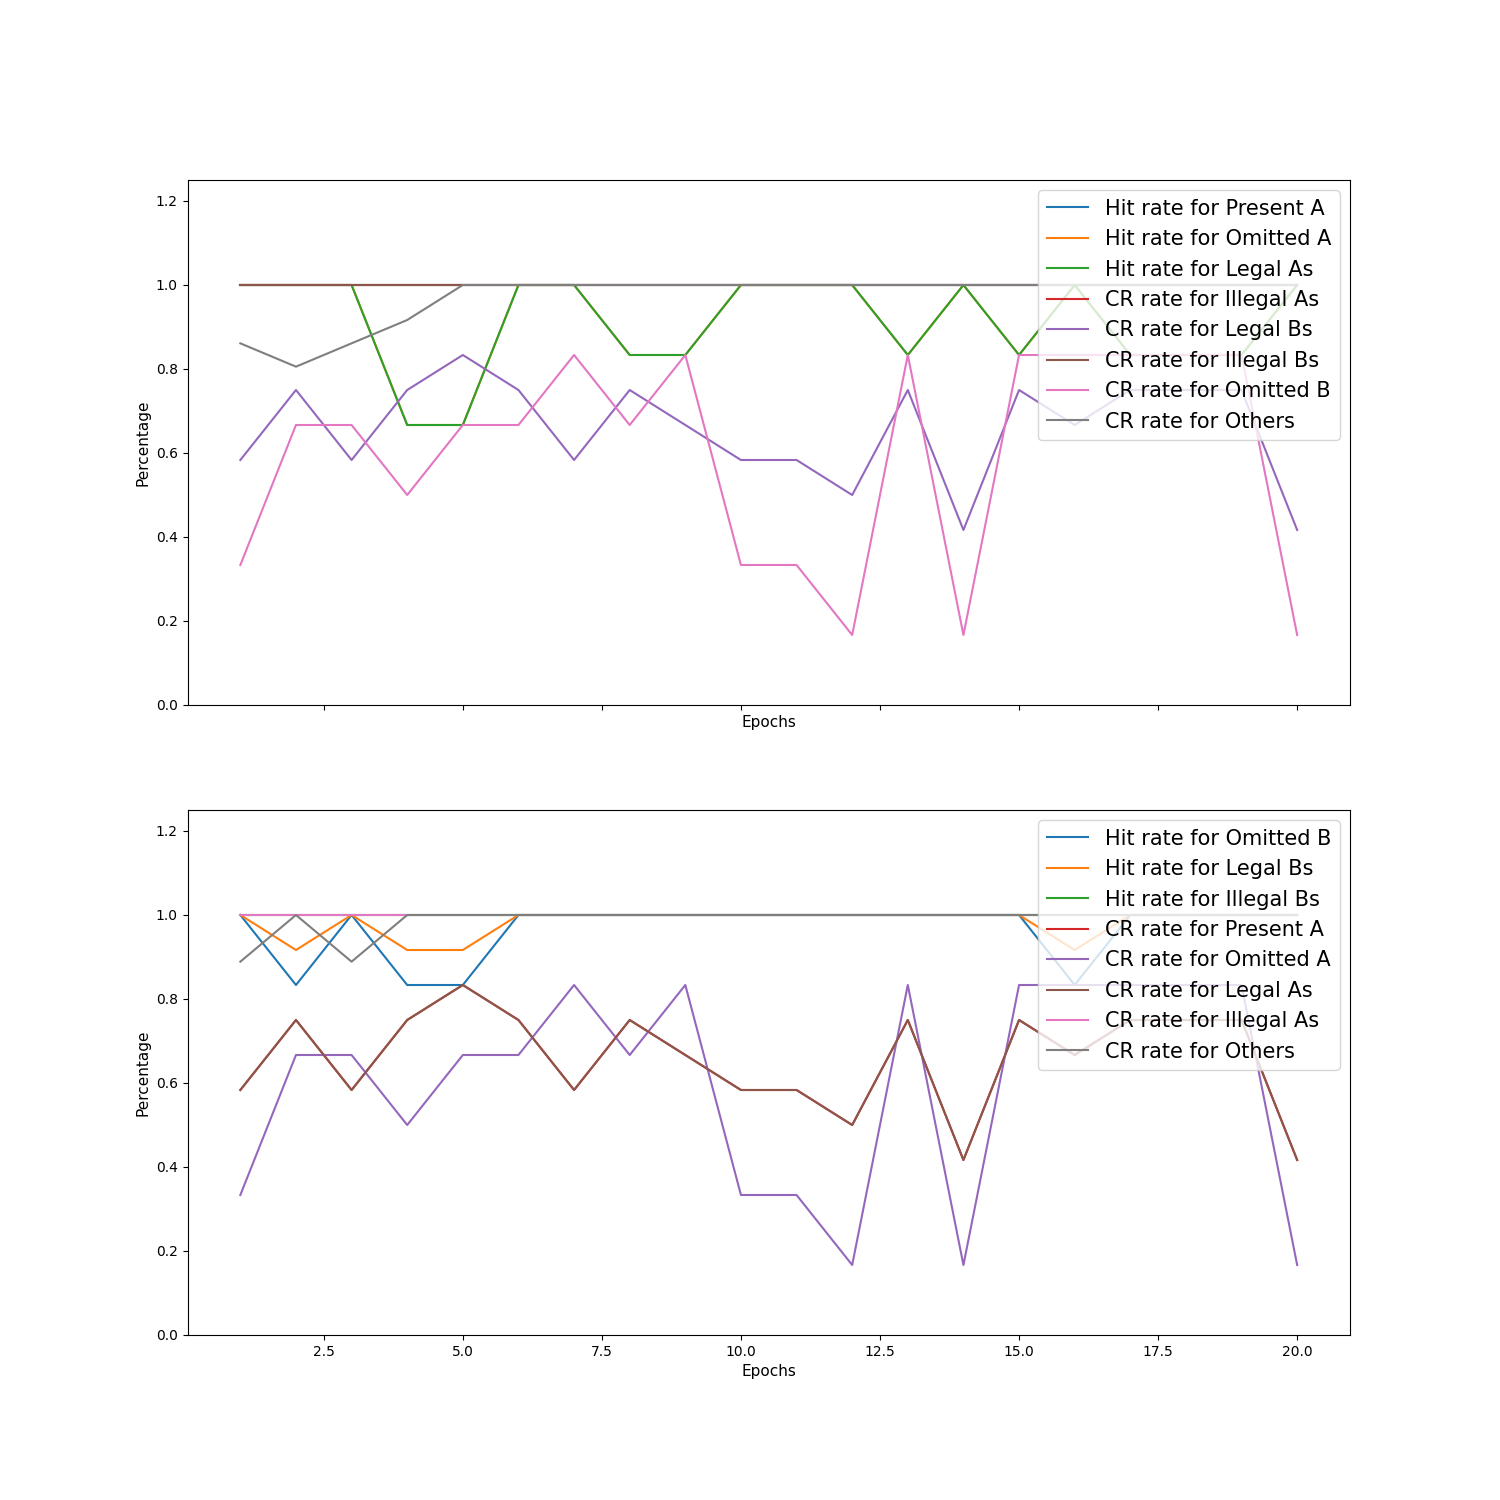 1.2
1.0
0.8
0.6
0.4
0.2
0.0
Percentage
Epochs
Hit rate for Present A
Hit rate for Omitted A
Hit rate for Legal As
CR rate for Illegal As
CR rate for Legal Bs
CR rate for Illegal Bs
CR rate for Omitted B
CR rate for Others
1.2
1.0
0.8
0.6
0.4
0.2
0.0
Percentage
2.5 5.0 7.5 10.0 12.5 15.0 17.5 20.0
Epochs
Hit rate for Omitted B
Hit rate for Legal Bs
Hit rate for Illegal Bs
CR rate for Present A
CR rate for Omitted A
CR rate for Legal As
CR rate for Illegal As
CR rate for Others